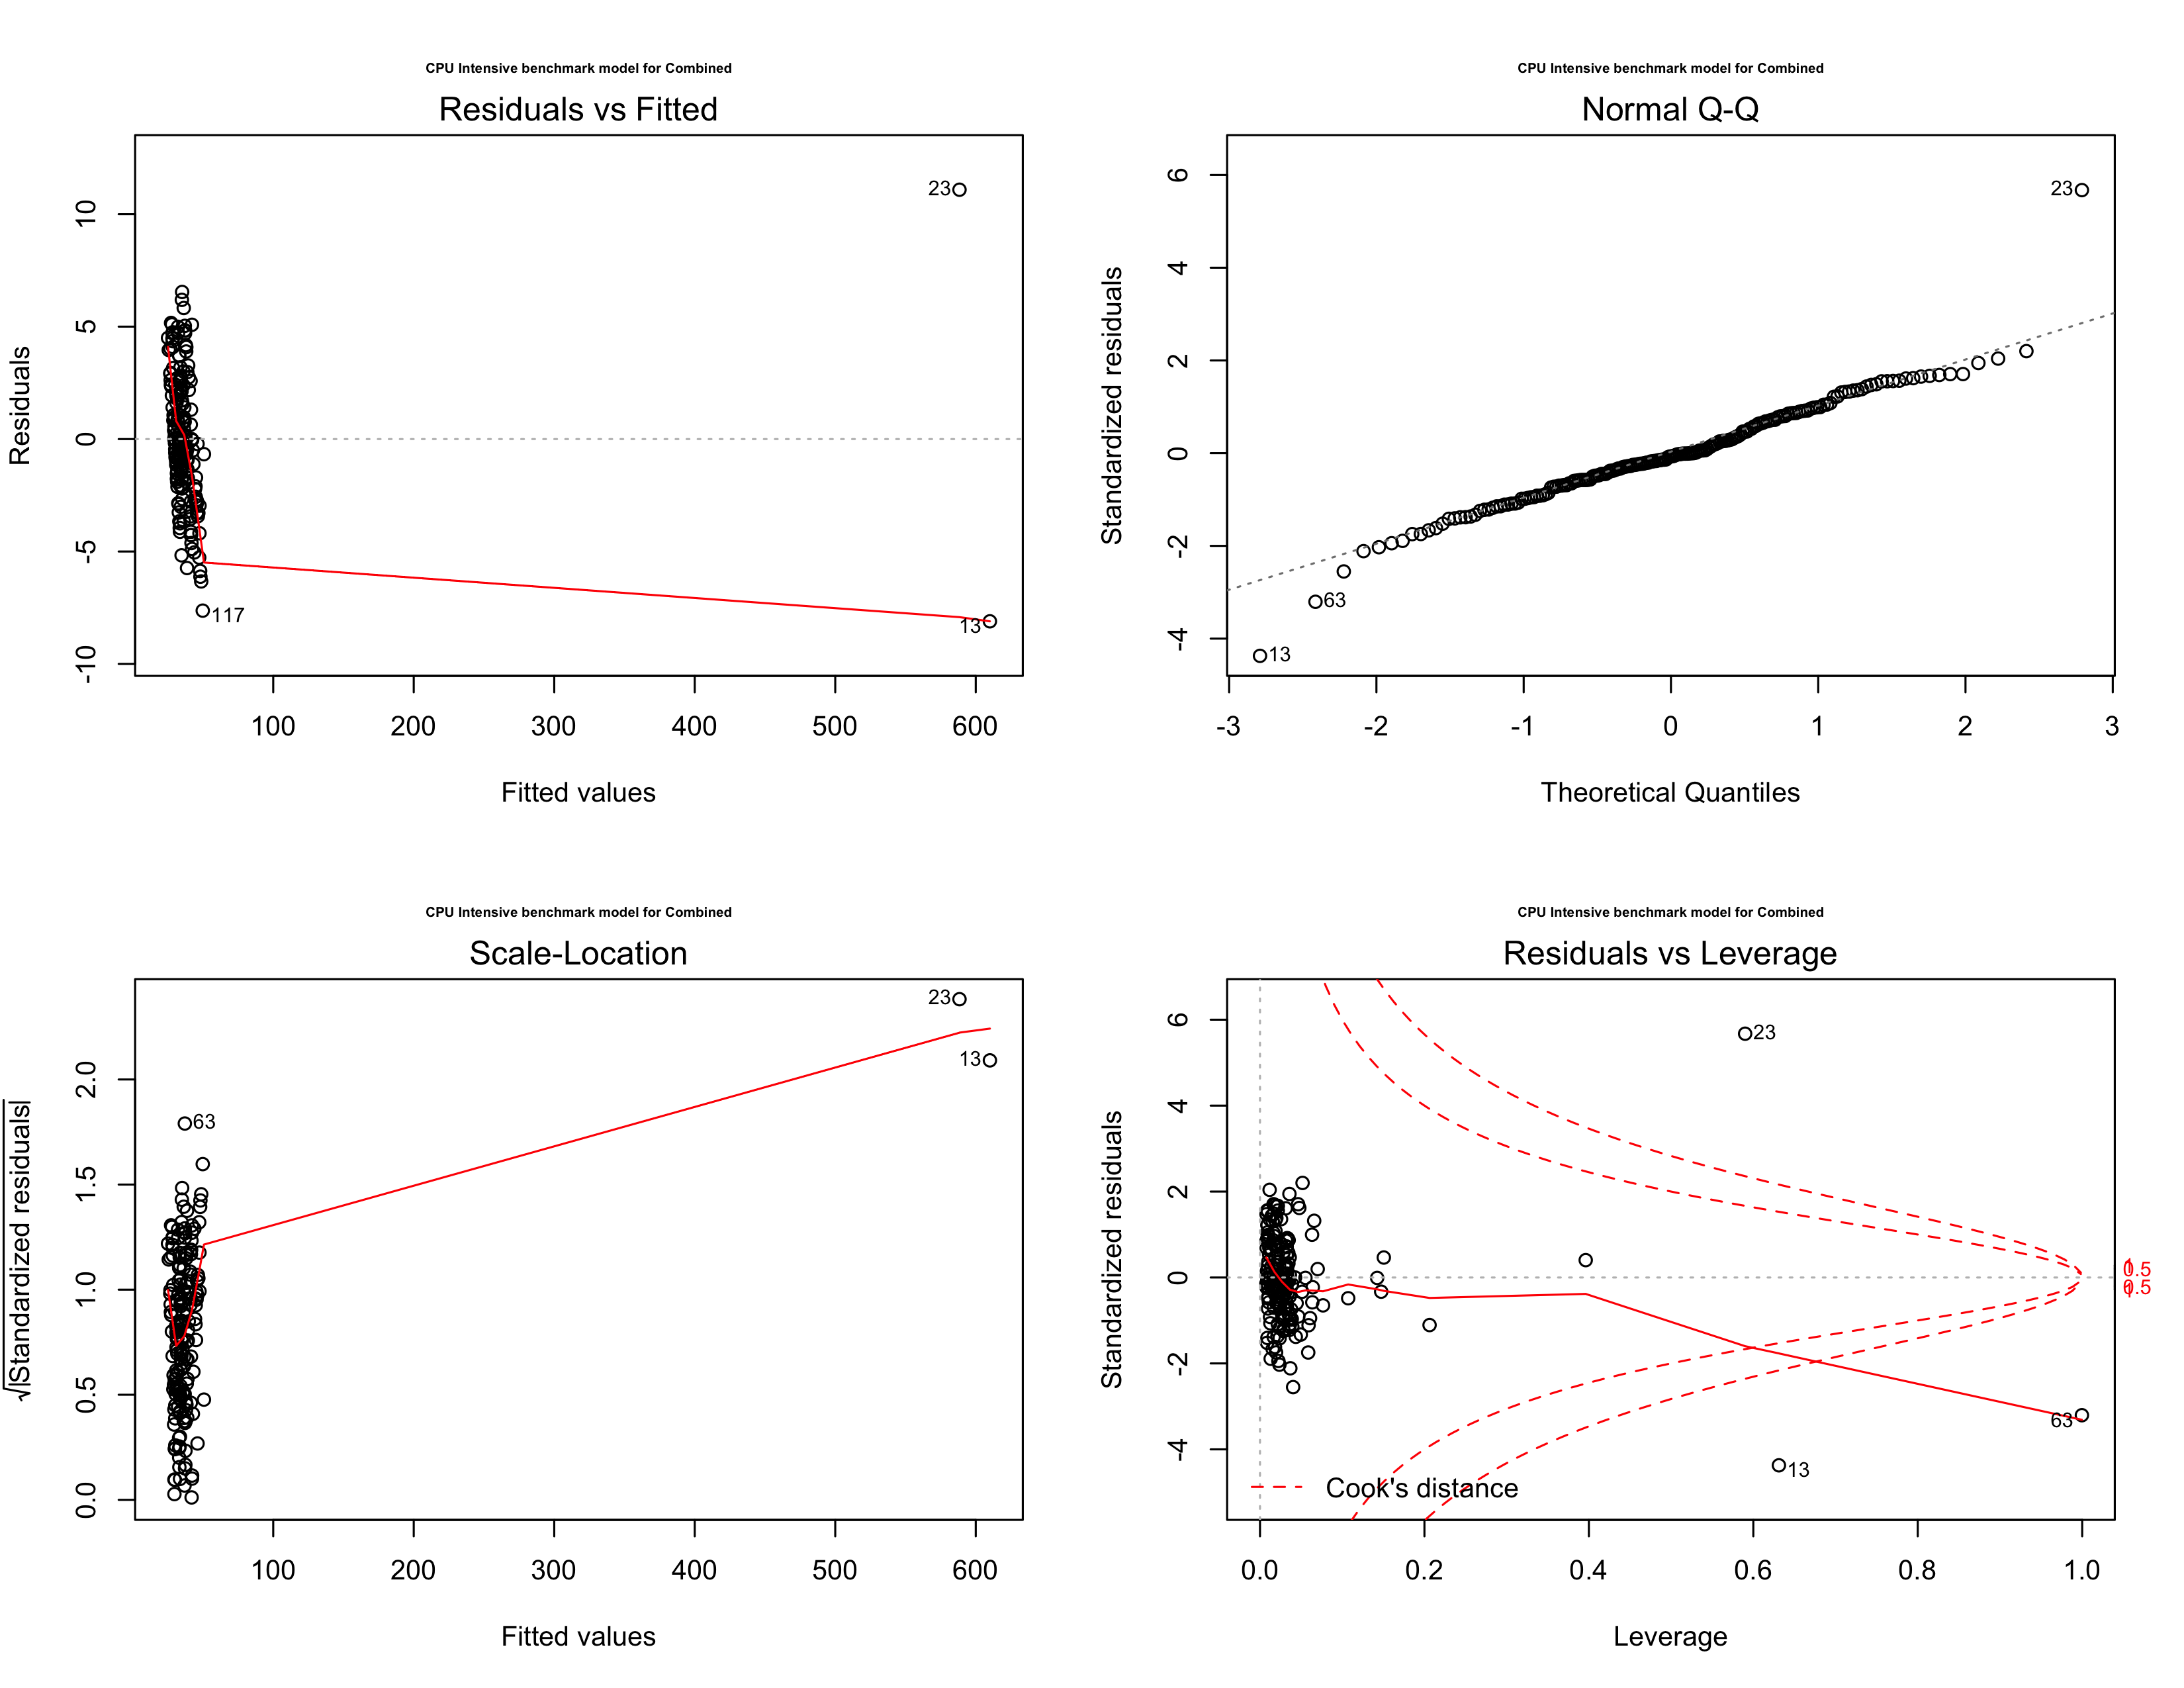 CPU Intensive benchmark model for Combined
Residuals vs Fitted
Residuals
10
5
0
-5
-10
23
117
13
100 200 300 400 500 600
Fitted values
CPU Intensive benchmark model for Combined
Normal Q-Q
Standardized residuals
6
4
2
0
-2
-4
23
63
13
-3 -2 -1 0 1 2 3
Theoretical Quantiles
CPU Intensive benchmark model for Combined
Scale-Location
√|Standardized residuals|
2.0
1.5
1.0
0.5
0.0
23
13
63
100 200 300 400 500 600
Fitted values
CPU Intensive benchmark model for Combined
Residuals vs Leverage
Standardized residuals
6
4
2
0
-2
-4
23
1
0.5
0.5
1
63
13
Cook's distance
0.0 0.2 0.4 0.6 0.8 1.0
Leverage